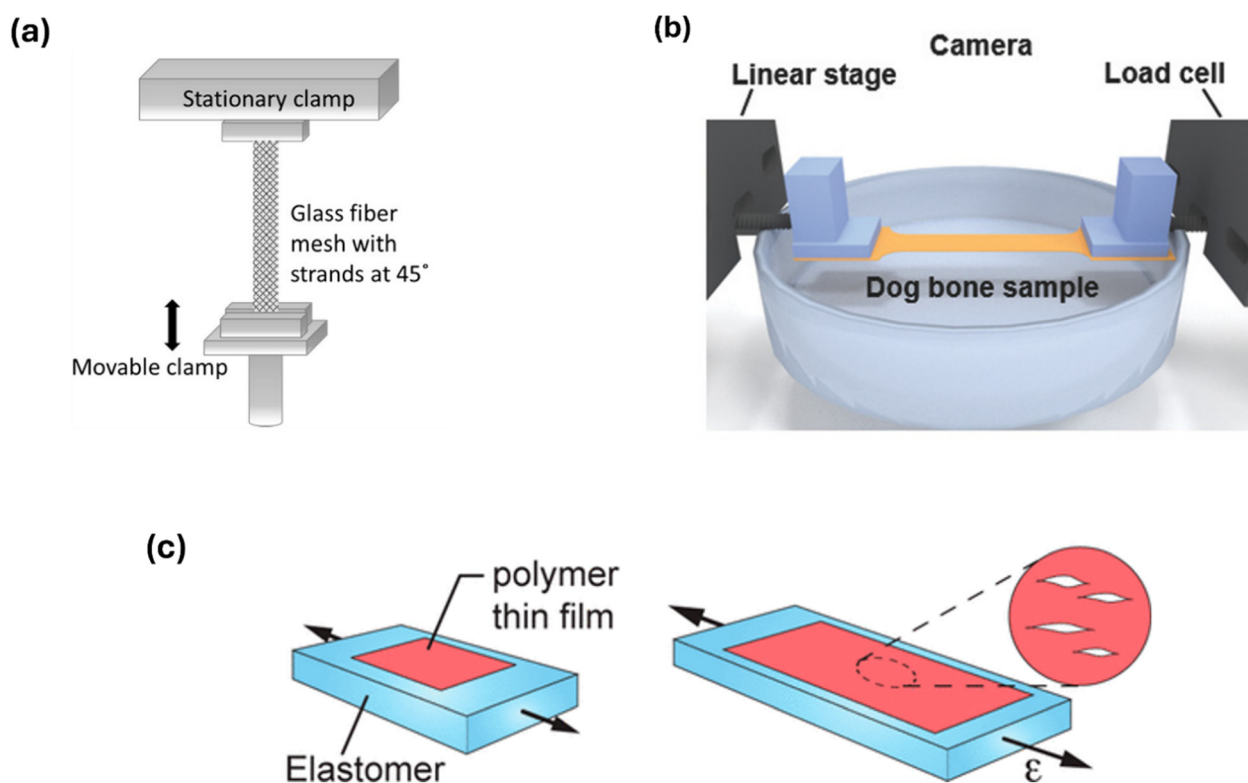 (a)
Stationary clamp
Glass fiber
mesh with
strands at 45˚
Movable clamp
(b)
Camera
Linear stage
Load cell
Dog bone sample
(c)
polymer
thin film
Elastomer
ε